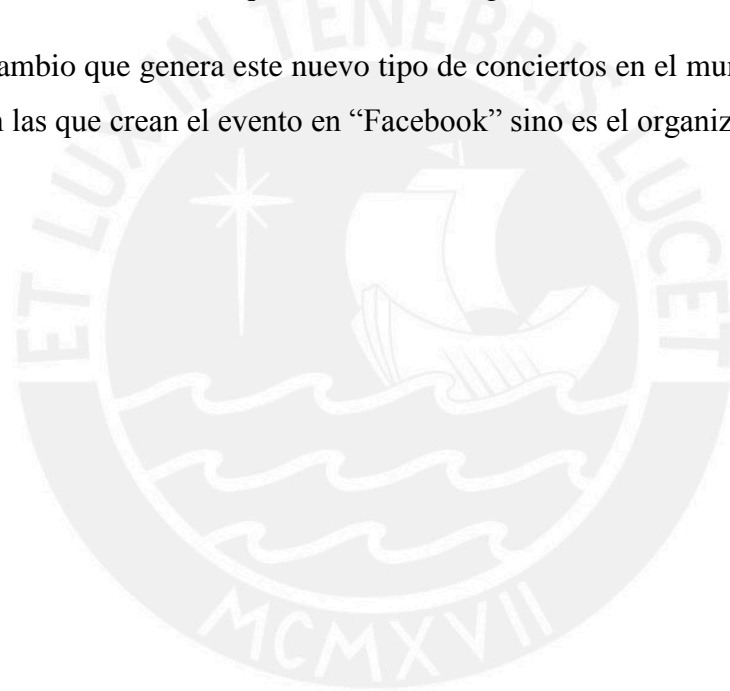 ambio que genera este nuevo tipo de conciertos en el mu
las que crean el evento en “Facebook” sino es el organiz
ET LUX IN TENEBRIS LUCET
MCMXVII